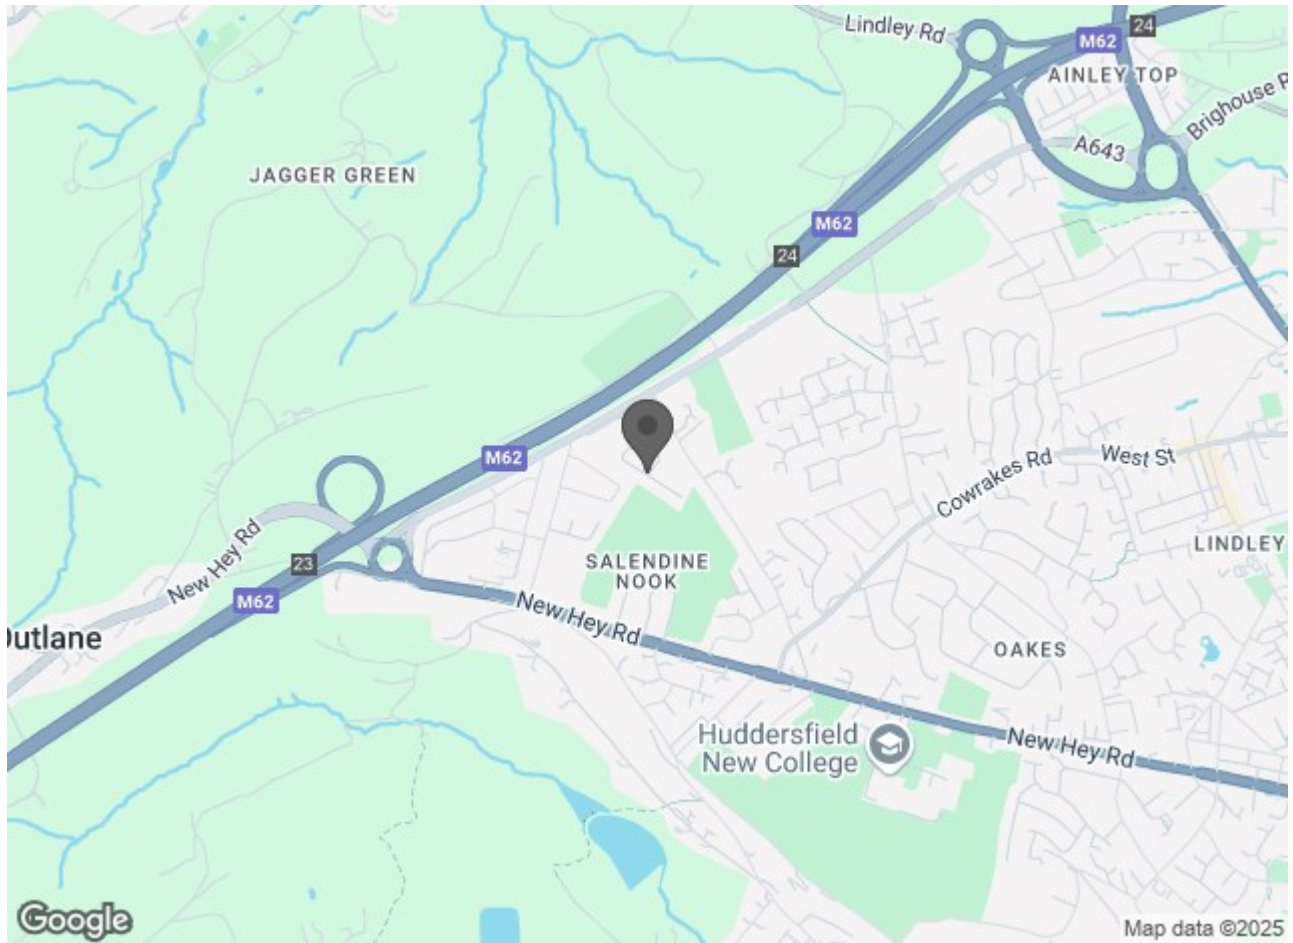 Lindley Rd
24
M62
AINLEY TOP
Brighouse R
A643
JAGGER GREEN
M62
24
M62
Cowrakes Rd
West St
New Hey Rd
23
SALENDINE
NOOK
LINDLEY
M62
New Hey Rd
Outlane
OAKES
Huddersfield
New College
New Hey Rd
Google
Map data ©2025